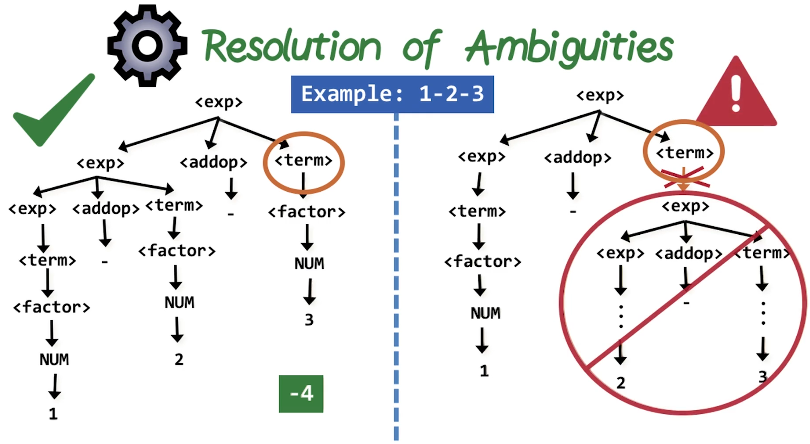 Resolution of Ambiguities
Example: 1-2-3
<exp>
<exp> <addop> <term>
<exp> <addop> <term> - <factor>
<term> - <factor> NUM
<factor> NUM 3
NUM 2
1
-4
!
<exp>
<exp> <addop> <term>
<term> - <exp>
<factor> <exp> <addop> <term>
NUM -
1 2 3